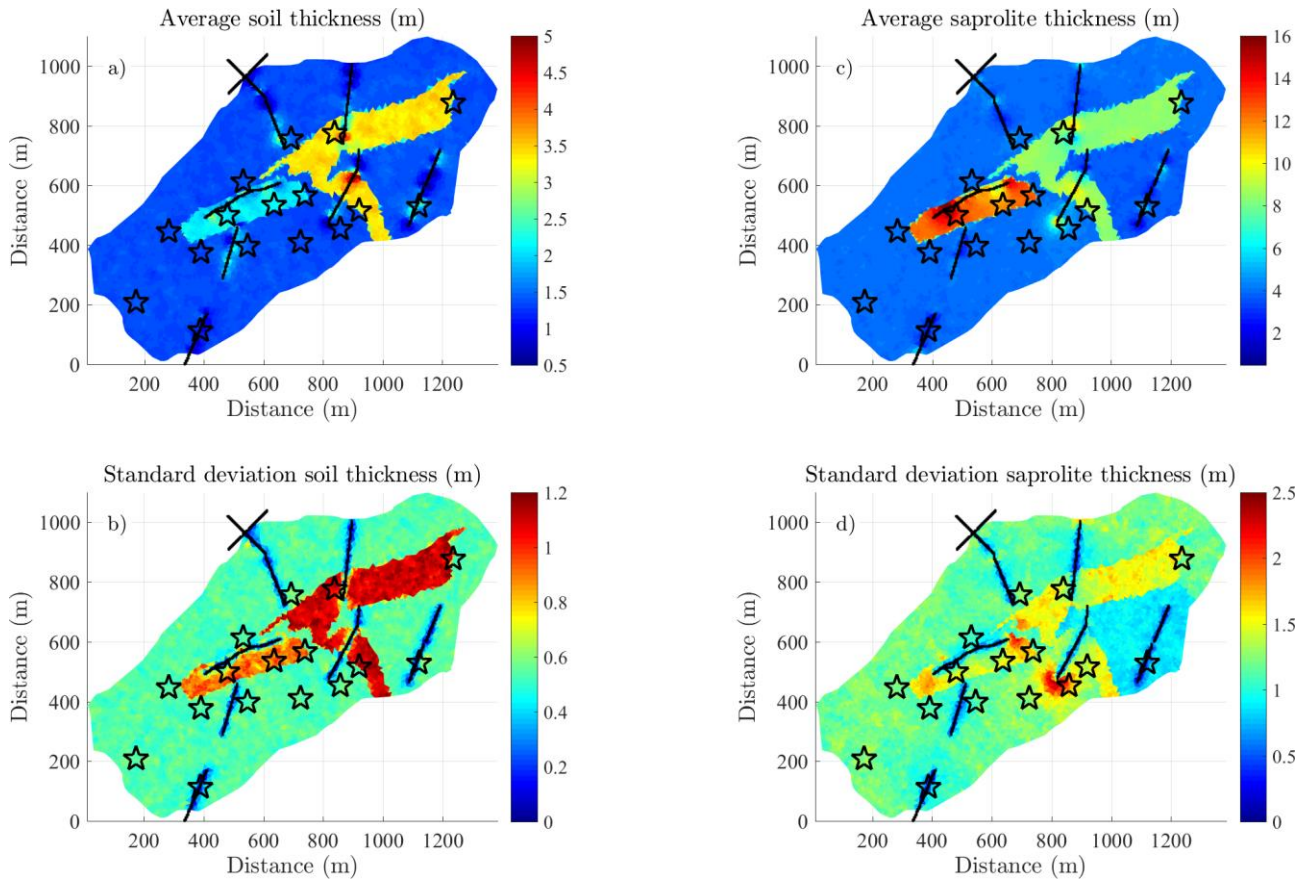 Average soil thickness (m)
a)
Distance (m)
1000
800
600
400
200
0
200 400 600 800 1000 1200
Distance (m)
5
4.5
4
3.5
3
2.5
2
1.5
1
0.5
Average saprolite thickness (m)
c)
Distance (m)
1000
800
600
400
200
0
200 400 600 800 1000 1200
Distance (m)
16
14
12
10
8
6
4
2
Standard deviation soil thickness (m)
b)
Distance (m)
1000
800
600
400
200
0
200 400 600 800 1000 1200
Distance (m)
1.2
1
0.8
0.6
0.4
0.2
0
Standard deviation saprolite thickness (m)
d)
Distance (m)
1000
800
600
400
200
0
200 400 600 800 1000 1200
Distance (m)
2.5
2
1.5
1
0.5
0